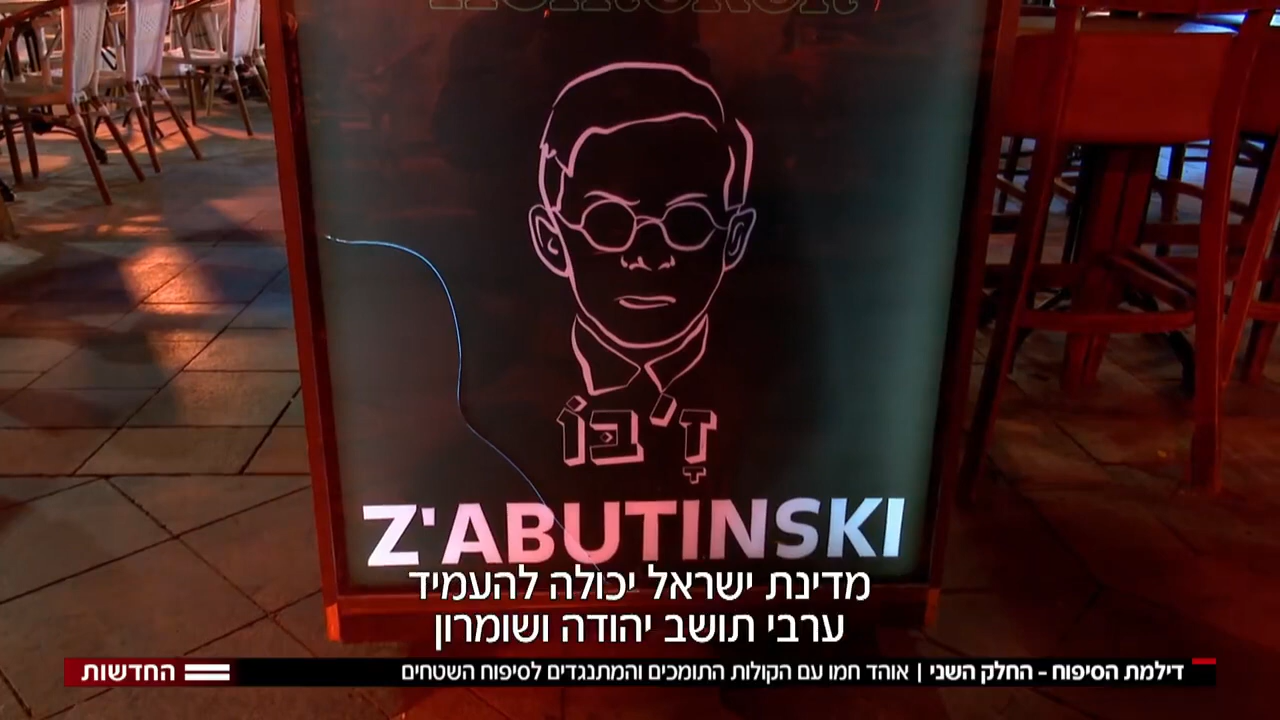 זָ'בּוֹ
Z'ABUTINSKI
מדינת ישראל יכולה להעמיד
ערבי תושב יהודה ושומרון
דילמת הסיפוח - החלק השני | אוהד חמו עם הקולות התומכים והמתנגדים לסיפוח השטחים
החדשות